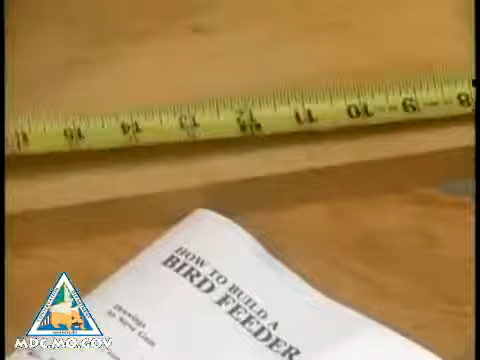 15 14 13 12 11 10 9 8
HOW TO BUILD A
BIRD FEEDER
MDC.MO.GOV